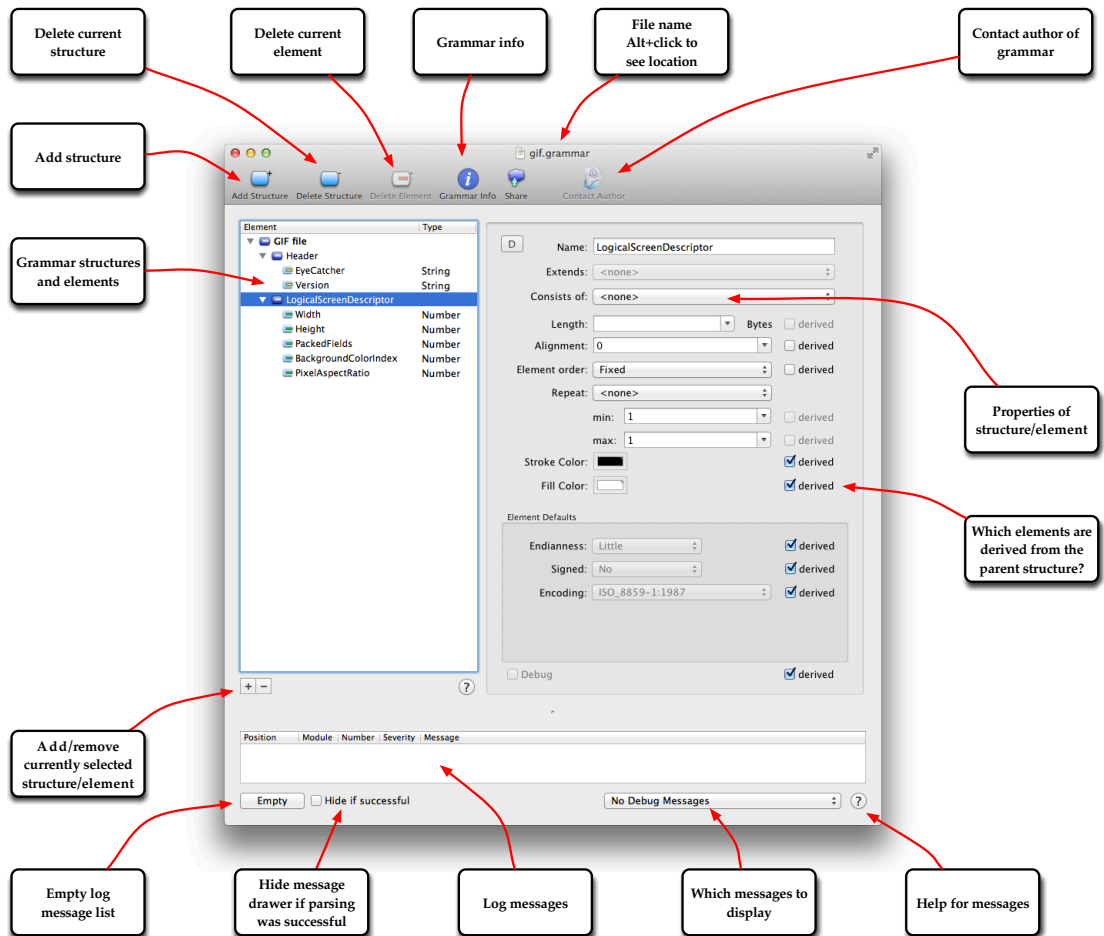 Delete current
structure
Delete current
element
Grammar info
File name
Alt+click to
see location
Contact author of
grammar
Add structure
gif.grammar
Add Structure Delete Structure Delete Element Grammar Info Share Contact Author
Grammar structures
and elements
Element Type
GIF file
Header
EyeCatcher String
Version String
LogicalScreenDescriptor
Width Number
Height Number
PackedFields Number
BackgroundColorIndex Number
PixelAspectRatio Number
D Name: LogicalScreenDescriptor
Extends: <none>
Consists of: <none>
Length: Bytes derived
Alignment: 0 derived
Element order: Fixed derived
Repeat: <none>
min: 1 derived
max: 1 derived
Stroke Color: derived
Fill Color: derived
Element Defaults
Endianness: Little derived
Signed: No derived
Encoding: ISO_8859-1:1987 derived
Debug derived
+ − ?
Properties of
structure/element
Which elements are
derived from the
parent structure?
Add/remove
currently selected
structure/element
Position Module Number Severity Message
Empty Hide if successful No Debug Messages ?
Empty log
message list
Hide message
drawer if parsing
was successful
Log messages
Which messages to
display
Help for messages